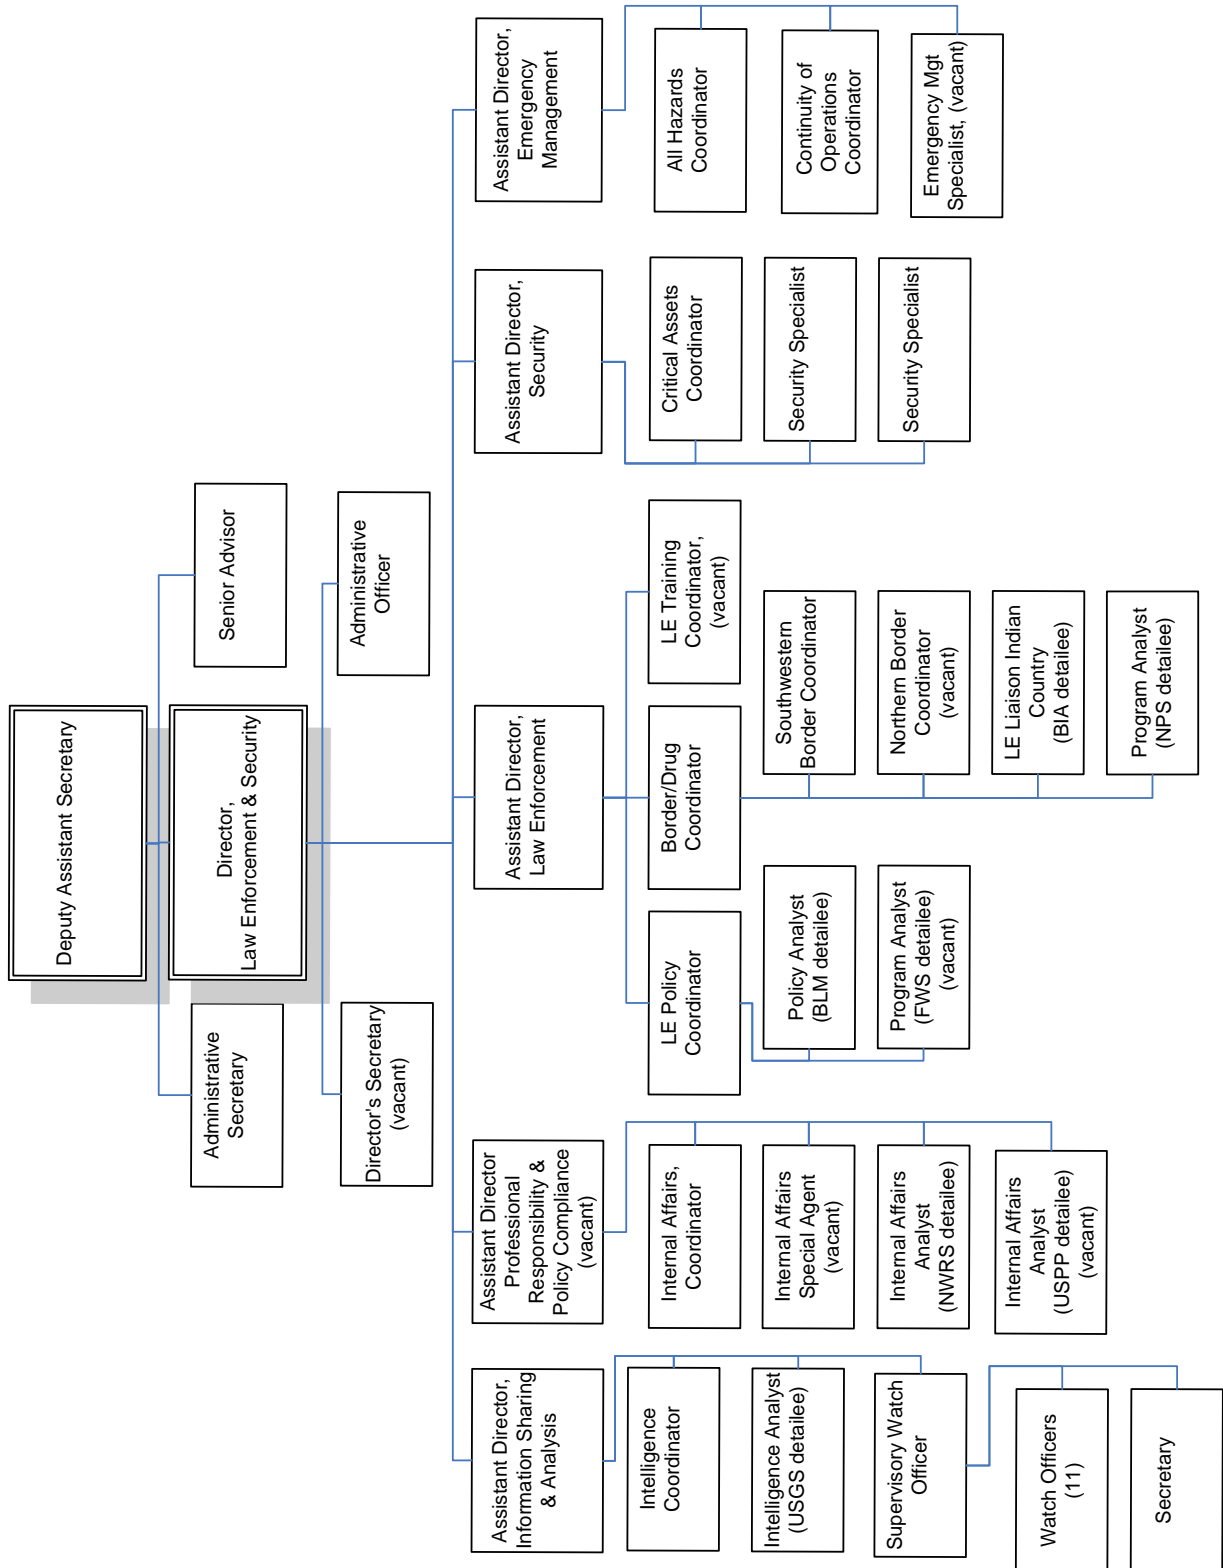 Deputy Assistant Secretary
Administrative
Secretary
Senior Advisor
Director,
Law Enforcement & Security
Director's Secretary
(vacant)
Administrative
Officer
Assistant Director,
Information Sharing
& Analysis
Intelligence
Coordinator
Intelligence Analyst
(USGS detailee)
Supervisory Watch
Officer
Watch Officers
(11)
Secretary
Assistant Director
Professional
Responsibility &
Policy Compliance
(vacant)
Internal Affairs,
Coordinator
Internal Affairs
Special Agent
(vacant)
Internal Affairs
Analyst
(NWRS detailee)
Internal Affairs
Analyst
(USPP detailee)
(vacant)
Assistant Director,
Law Enforcement
LE Policy
Coordinator
Policy Analyst
(BLM detailee)
Program Analyst
(FWS detailee)
(vacant)
Border/Drug
Coordinator
Southwestern
Border Coordinator
Northern Border
Coordinator
(vacant)
LE Liaison Indian
Country
(BIA detailee)
Program Analyst
(NPS detailee)
LE Training
Coordinator,
(vacant)
Assistant Director,
Security
Critical Assets
Coordinator
Security Specialist
Security Specialist
Assistant Director,
Emergency
Management
All Hazards
Coordinator
Continuity of
Operations
Coordinator
Emergency Mgt
Specialist, (vacant)